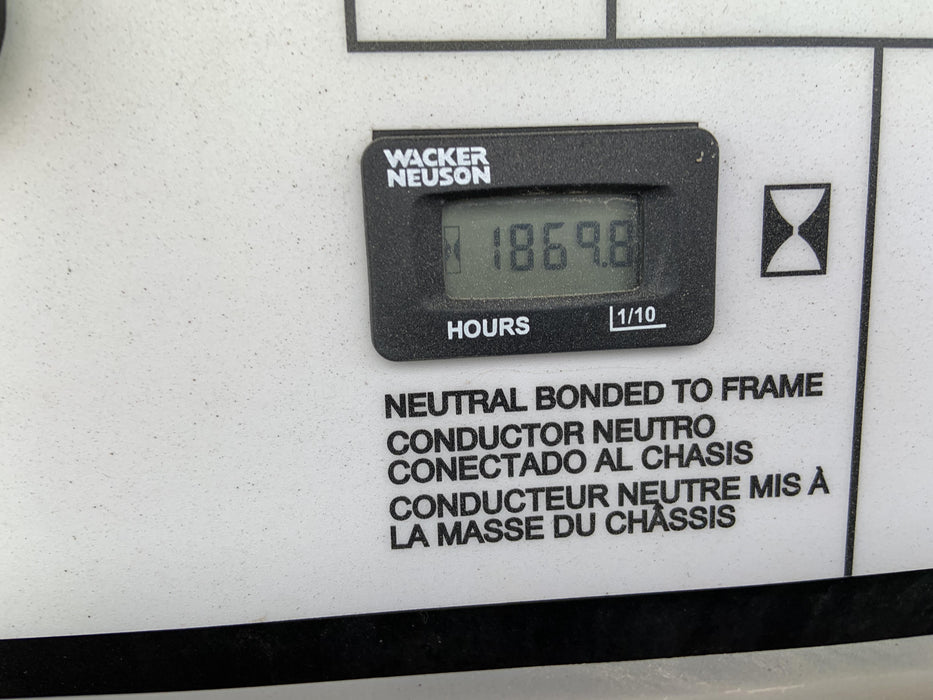 WACKER
NEUSON
1869.8
HOURS 1/10
NEUTRAL BONDED TO FRAME
CONDUCTOR NEUTRO
CONECTADO AL CHASIS
CONDUCTEUR NEUTRE MIS À
LA MASSE DU CHÂSSIS